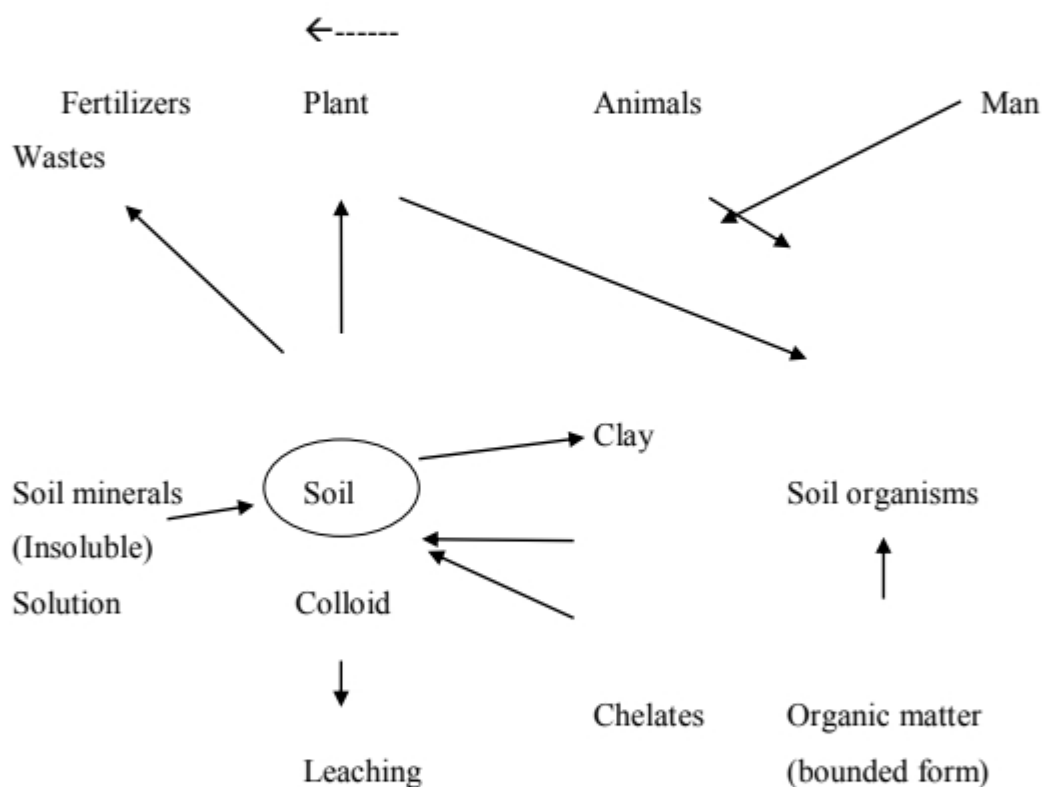 Fertilizers Plant Animals Man
Wastes
Clay
Soil minerals Soil Soil organisms
(Insoluble)
Solution Colloid
Chelates Organic matter
Leaching (bounded form)